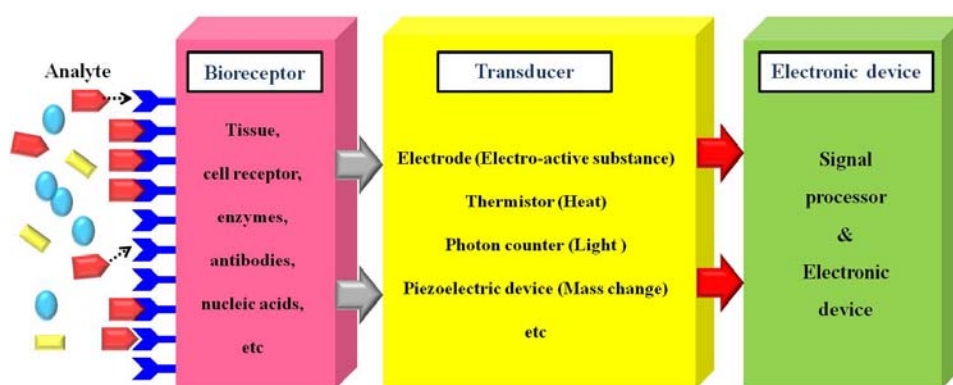 Analyte
Bioreceptor
Tissue,
cell receptor,
enzymes,
antibodies,
nucleic acids,
etc
Transducer
Electrode (Electro-active substance)
Thermistor (Heat)
Photon counter (Light )
Piezoelectric device (Mass change)
etc
Electronic device
Signal
processor
&
Electronic
device